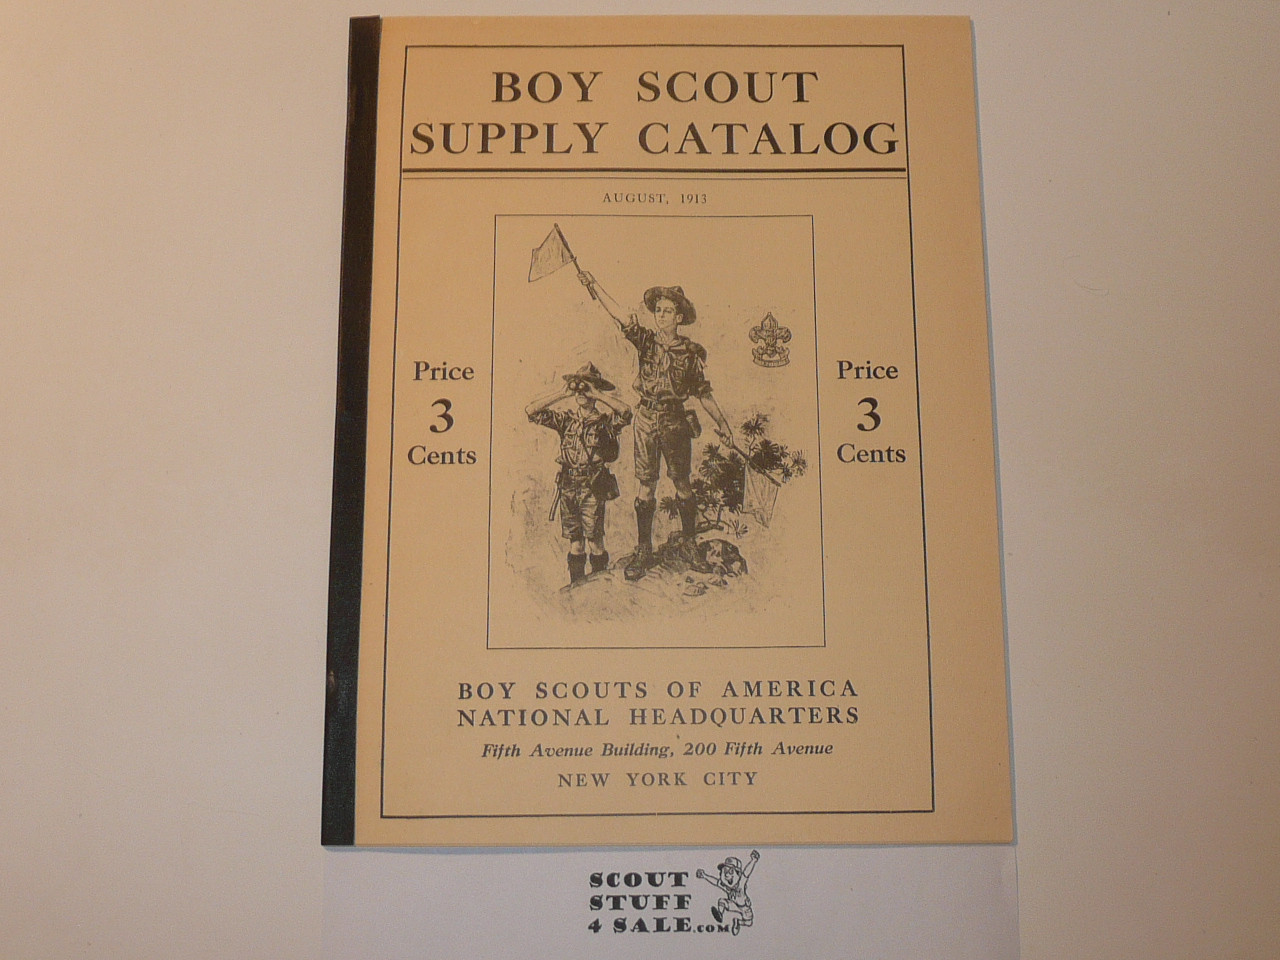 BOY SCOUT
SUPPLY CATALOG
AUGUST, 1913
Price
3
Cents
Price
3
Cents
BOY SCOUTS OF AMERICA
NATIONAL HEADQUARTERS
Fifth Avenue Building, 200 Fifth Avenue
NEW YORK CITY
SCOUT
STUFF
4 SALE.COM